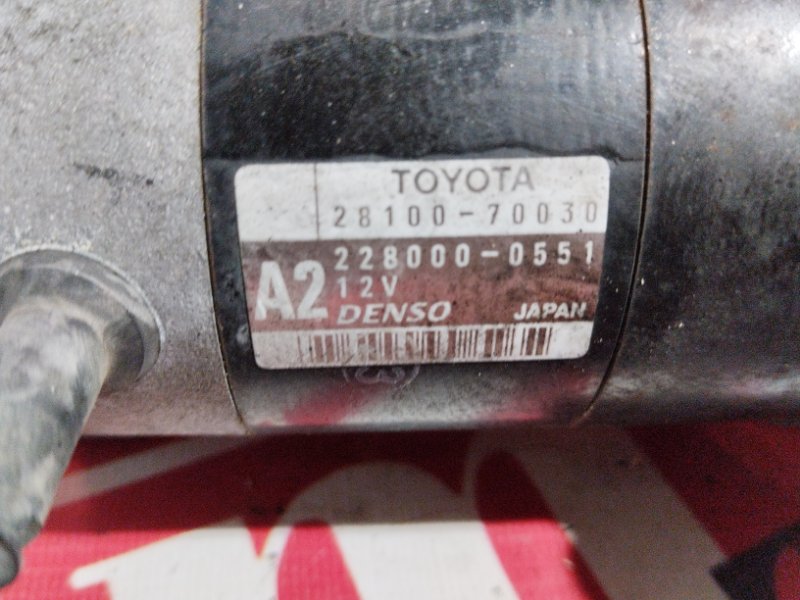 TOYOTA
28100-70030
228000-0551
A2 12V
DENSO JAPAN